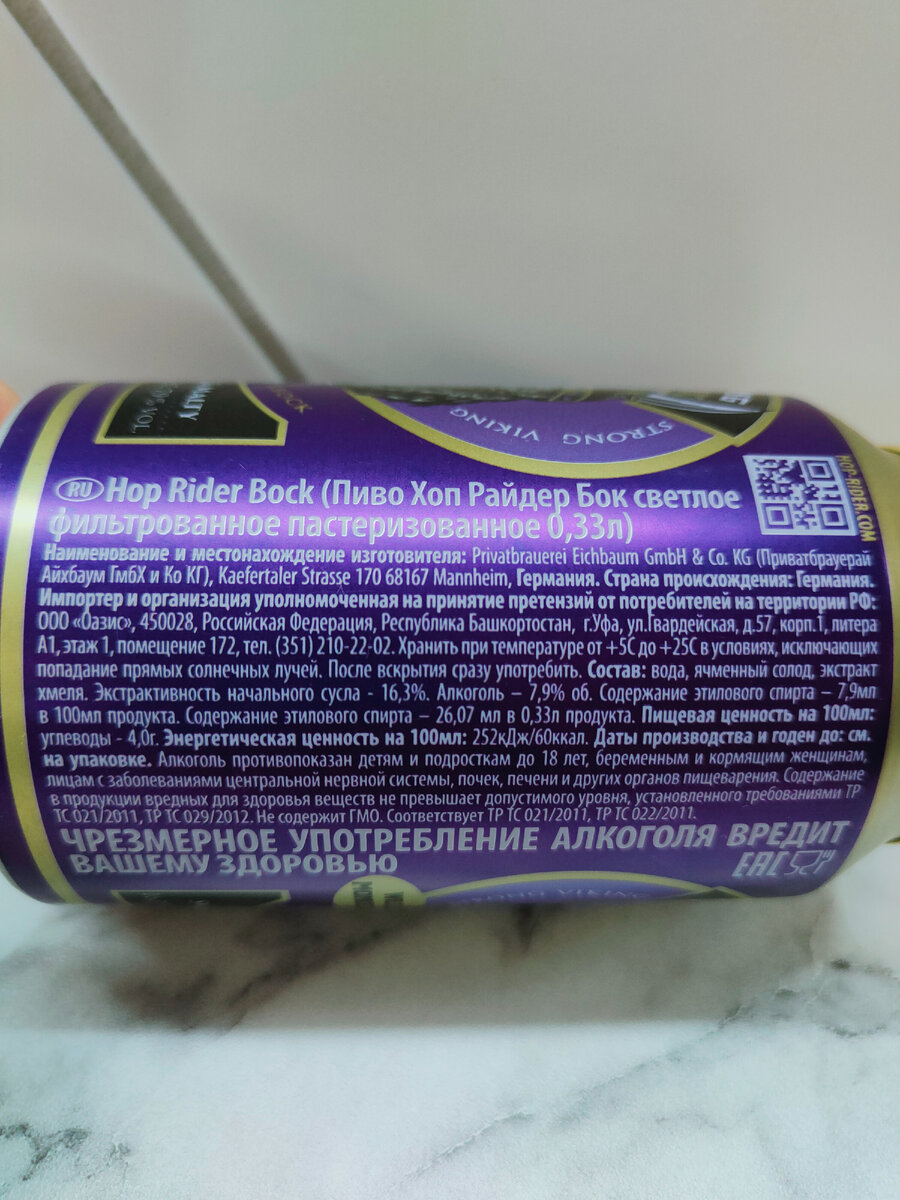 STRONG VIKING
RU Hop Rider Bock (Пиво Хоп Райдер Бок светлое
фильтрованное пастеризованное 0,33л)
HOP-RIDER.COM
Наименование и местонахождение изготовителя: Privatbrauerei Eichbaum GmbH & Co. KG (Приватбрауерай
Айхбаум ГмбХ и Ко КГ), Kaefertaler Strasse 170 68167 Mannheim, Германия. Страна происхождения: Германия.
Импортер и организация уполномоченная на принятие претензий от потребителей на территории РФ:
ООО «Оазис», 450028, Российская Федерация, Республика Башкортостан, г.Уфа, ул.Гвардейская, д.57, корп.1, литера
А1, этаж 1, помещение 172, тел. (351) 210-22-02. Хранить при температуре от +5С до +25С в условиях, исключающих
попадание прямых солнечных лучей. После вскрытия сразу употребить. Состав: вода, ячменный солод, экстракт
хмеля. Экстрактивность начального сусла - 16,3%. Алкоголь – 7,9% об. Содержание этилового спирта – 7,9мл
в 100мл продукта. Содержание этилового спирта – 26,07 мл в 0,33л продукта. Пищевая ценность на 100мл:
углеводы - 4,0г. Энергетическая ценность на 100мл: 252кДж/60ккал. Даты производства и годен до: см.
на упаковке. Алкоголь противопоказан детям и подросткам до 18 лет, беременным и кормящим женщинам,
лицам с заболеваниями центральной нервной системы, почек, печени и других органов пищеварения. Содержание
в продукции вредных для здоровья веществ не превышает допустимого уровня, установленного требованиями ТР
ТС 021/2011, ТР ТС 029/2012. Не содержит ГМО. Соответствует ТР ТС 021/2011, ТР ТС 022/2011.
ЧРЕЗМЕРНОЕ УПОТРЕБЛЕНИЕ АЛКОГОЛЯ ВРЕДИТ
ВАШЕМУ ЗДОРОВЬЮ
EAC